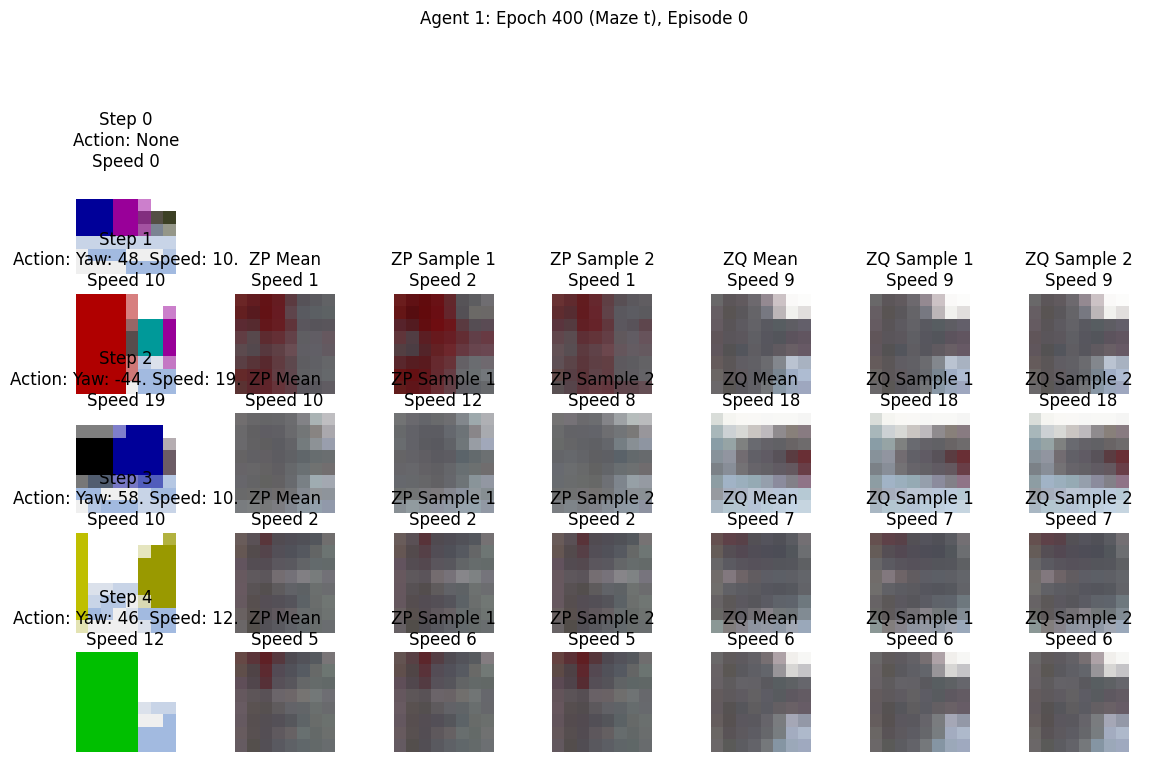 Agent 1: Epoch 400 (Maze t), Episode 0
Step 0
Action: None
Speed 0
Step 1
Action: Yaw: 48. Speed: 10.
Speed 10
ZP Mean
Speed 1
ZP Sample 1
Speed 2
ZP Sample 2
Speed 1
ZQ Mean
Speed 9
ZQ Sample 1
Speed 9
ZQ Sample 2
Speed 9
Step 2
Action: Yaw: -44. Speed: 19.
Speed 19
ZP Mean
Speed 10
ZP Sample 1
Speed 12
ZP Sample 2
Speed 8
ZQ Mean
Speed 18
ZQ Sample 1
Speed 18
ZQ Sample 2
Speed 18
Step 3
Action: Yaw: 58. Speed: 10.
Speed 10
ZP Mean
Speed 2
ZP Sample 1
Speed 2
ZP Sample 2
Speed 2
ZQ Mean
Speed 7
ZQ Sample 1
Speed 7
ZQ Sample 2
Speed 7
Step 4
Action: Yaw: 46. Speed: 12.
Speed 12
ZP Mean
Speed 5
ZP Sample 1
Speed 6
ZP Sample 2
Speed 5
ZQ Mean
Speed 6
ZQ Sample 1
Speed 6
ZQ Sample 2
Speed 6